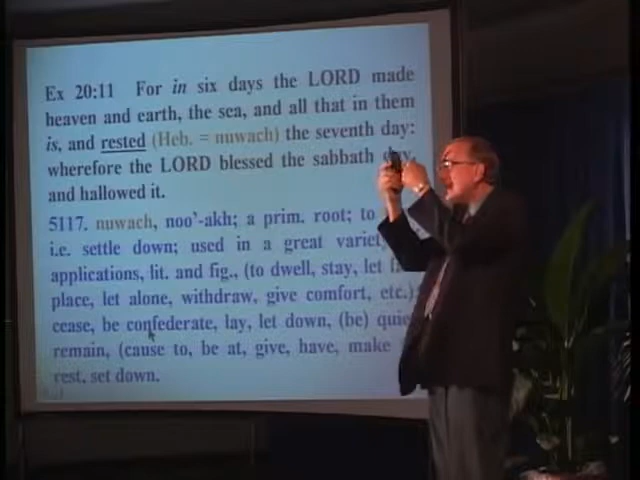 Ex 20:11 For in six days the LORD made
heaven and earth, the sea, and all that in them
is, and rested (Heb. = nuwach) the seventh day:
wherefore the LORD blessed the sabbath day,
and hallowed it.
5117. nuwach, noo'-akh; a prim. root; to
i.e. settle down; used in a great variet
applications, lit. and fig., (to dwell, stay, let
place, let alone, withdraw, give comfort, etc.)
cease, be confederate, lay, let down, (be) quie
remain, (cause to, be at, give, have, make
rest, set down.